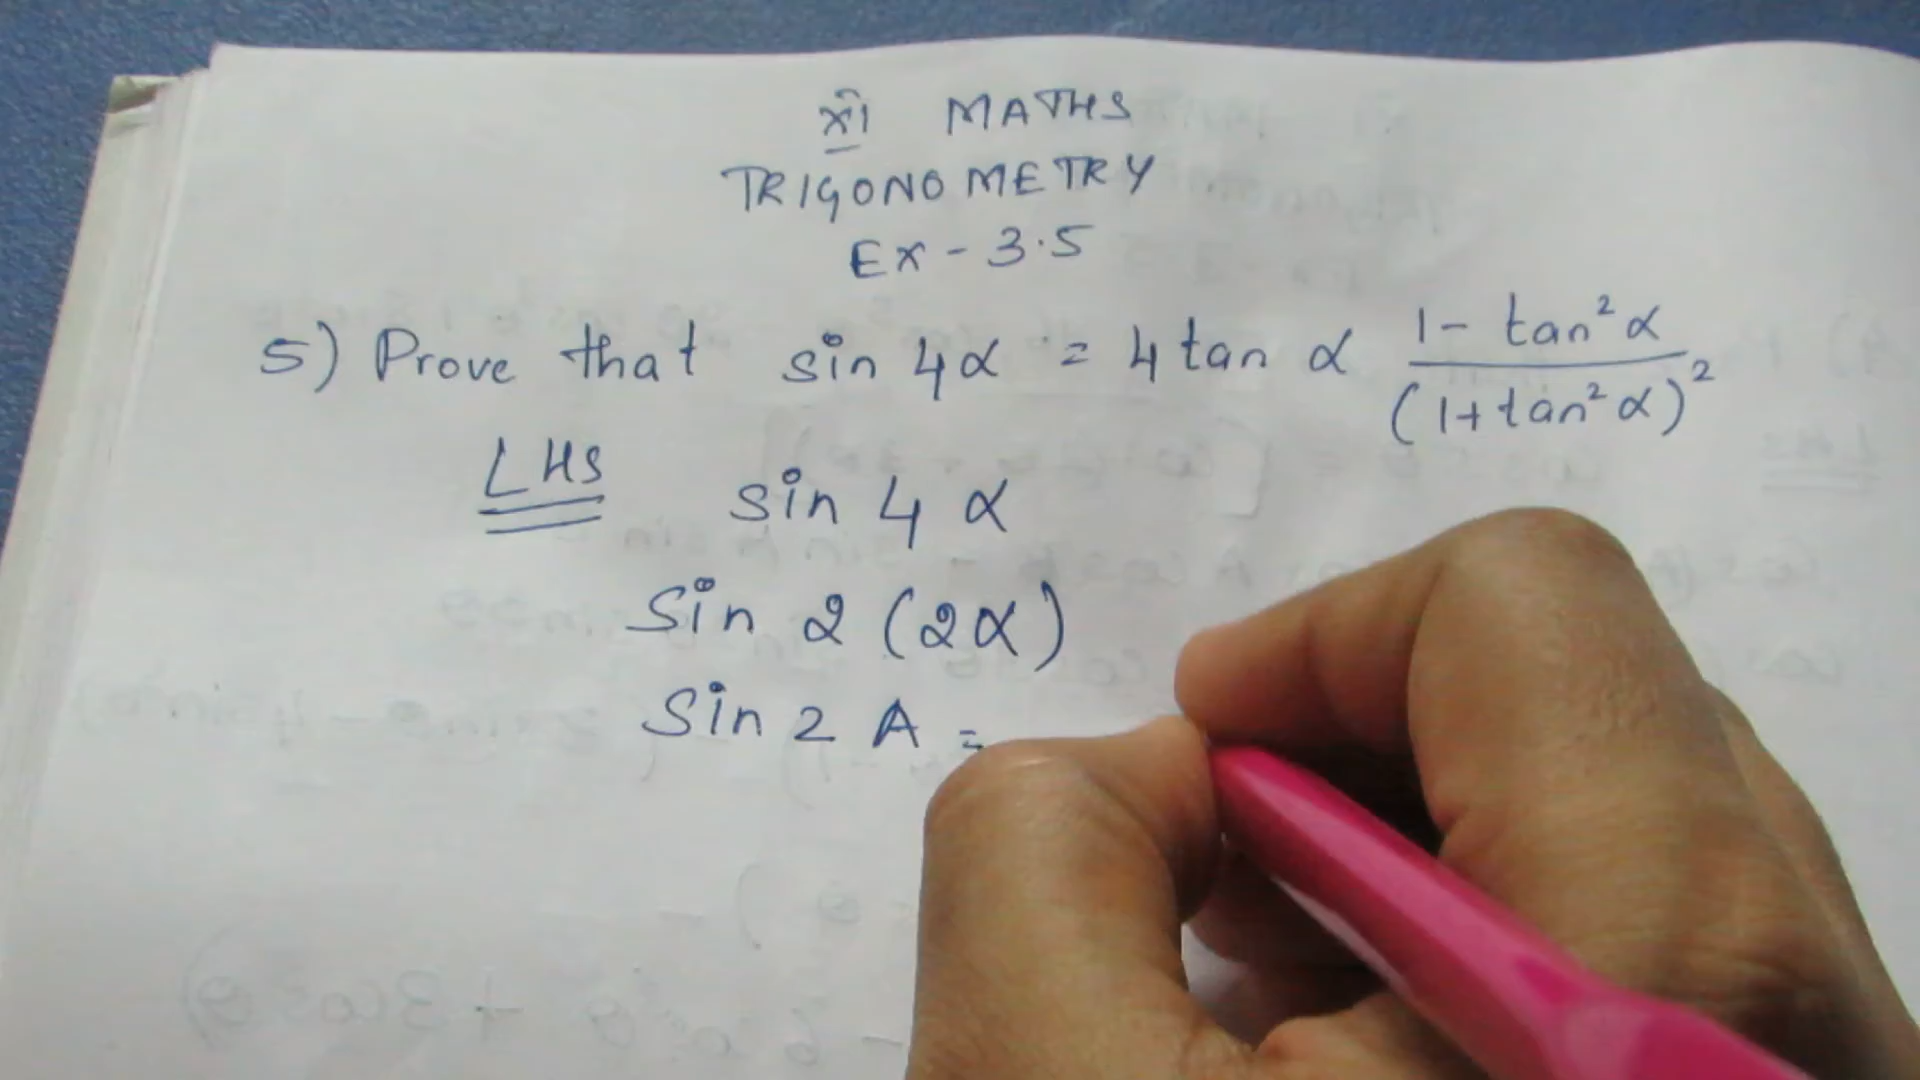 XI MATHS
TRIGONOMETRY
Ex - 3.5
5) Prove that sin 4α = 4 tan α (1 - tan²α)/(1 + tan²α)²
LHS sin 4α
Sin 2 (2α)
Sin 2A =